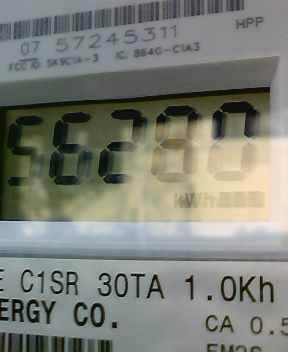 HPP
07 57245311
FCC ID: SK9C1A-3 IC: 864G-C1A3
56280
kWh
E C1SR 30TA 1.0Kh
ERGY CO.
CA 0.5